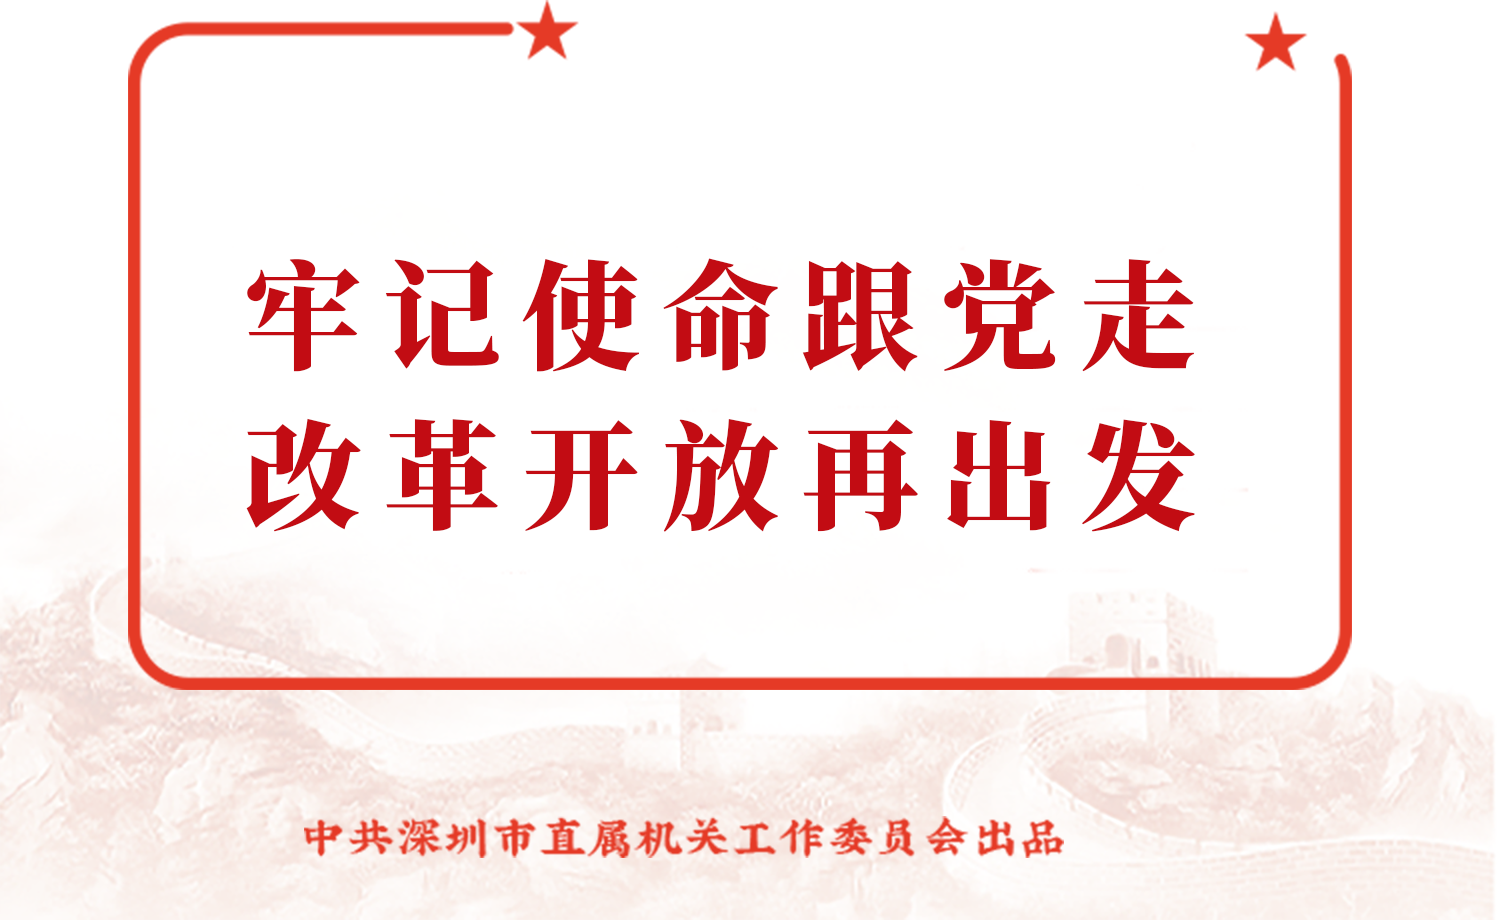 牢记使命跟党走
改革开放再出发
中共深圳市直属机关工作委员会出品